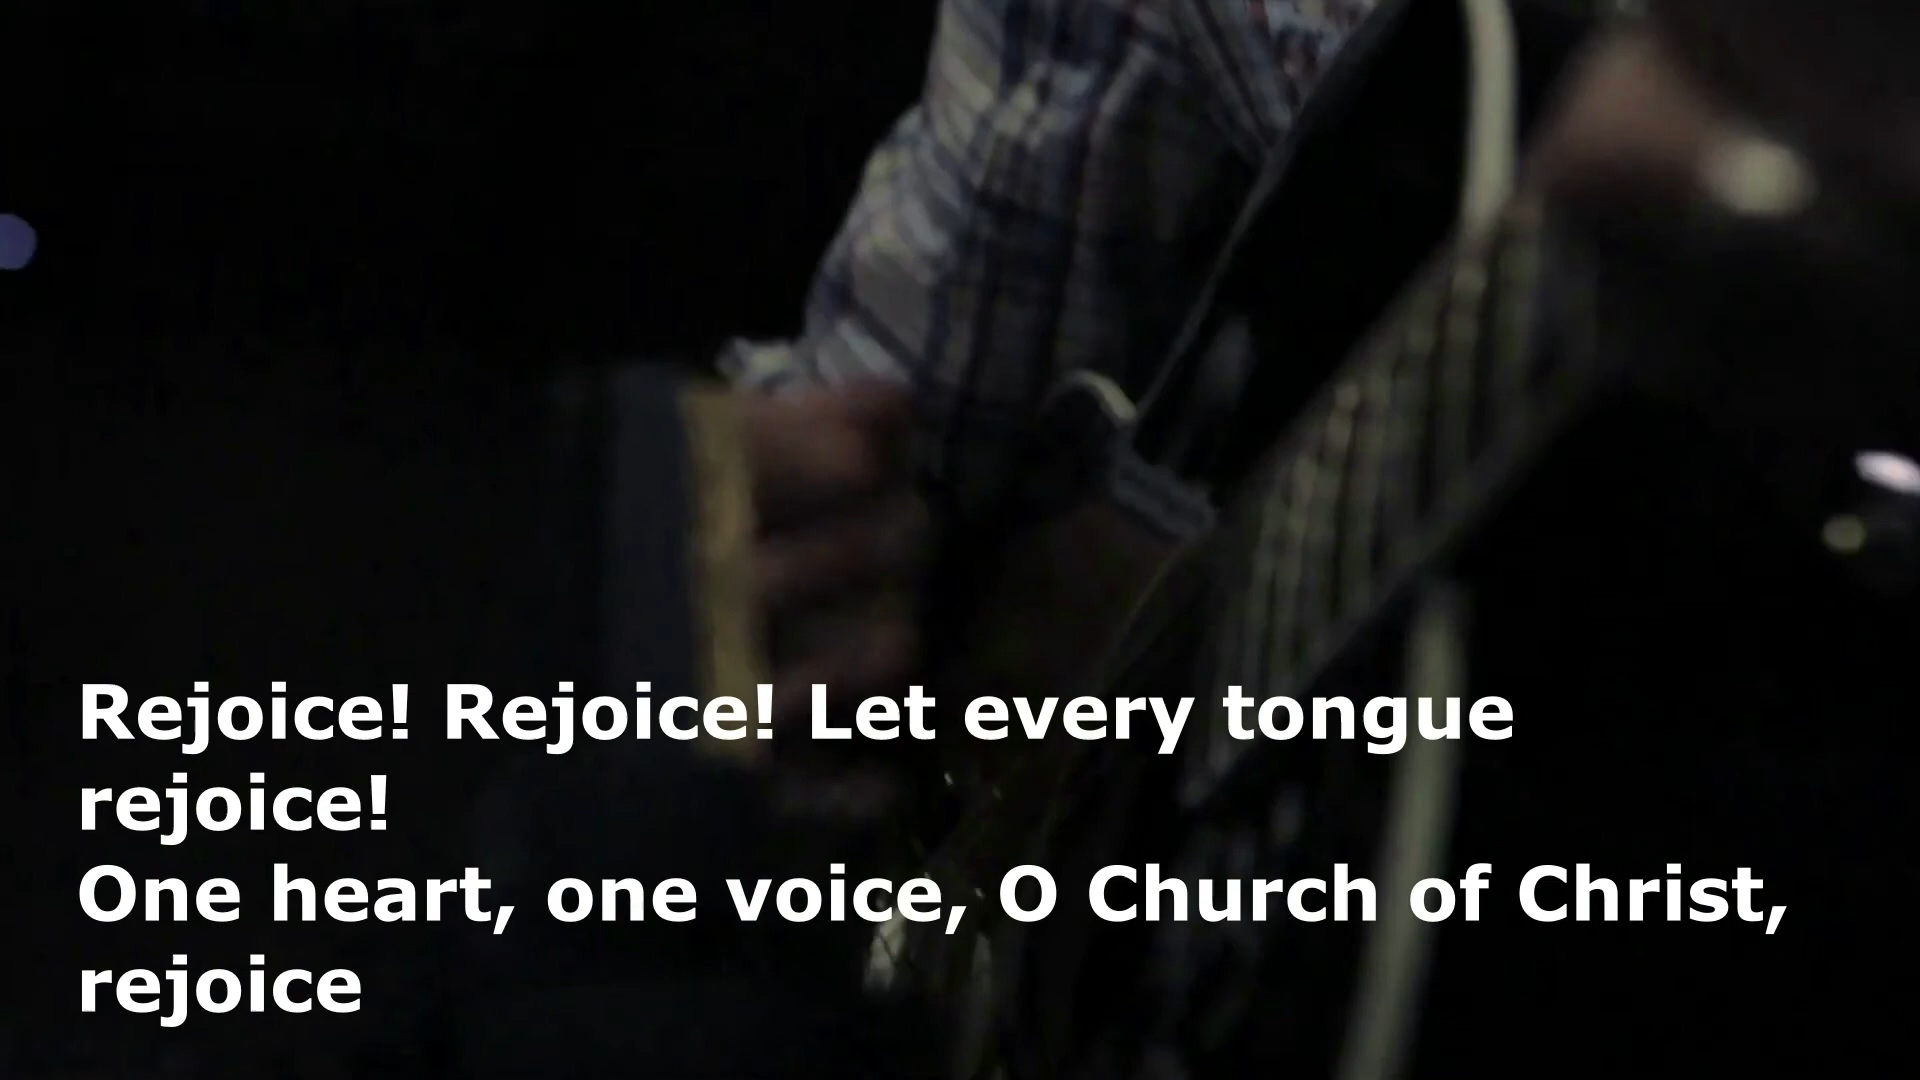 Rejoice! Rejoice! Let every tongue
rejoice!
One heart, one voice, O Church of Christ,
rejoice